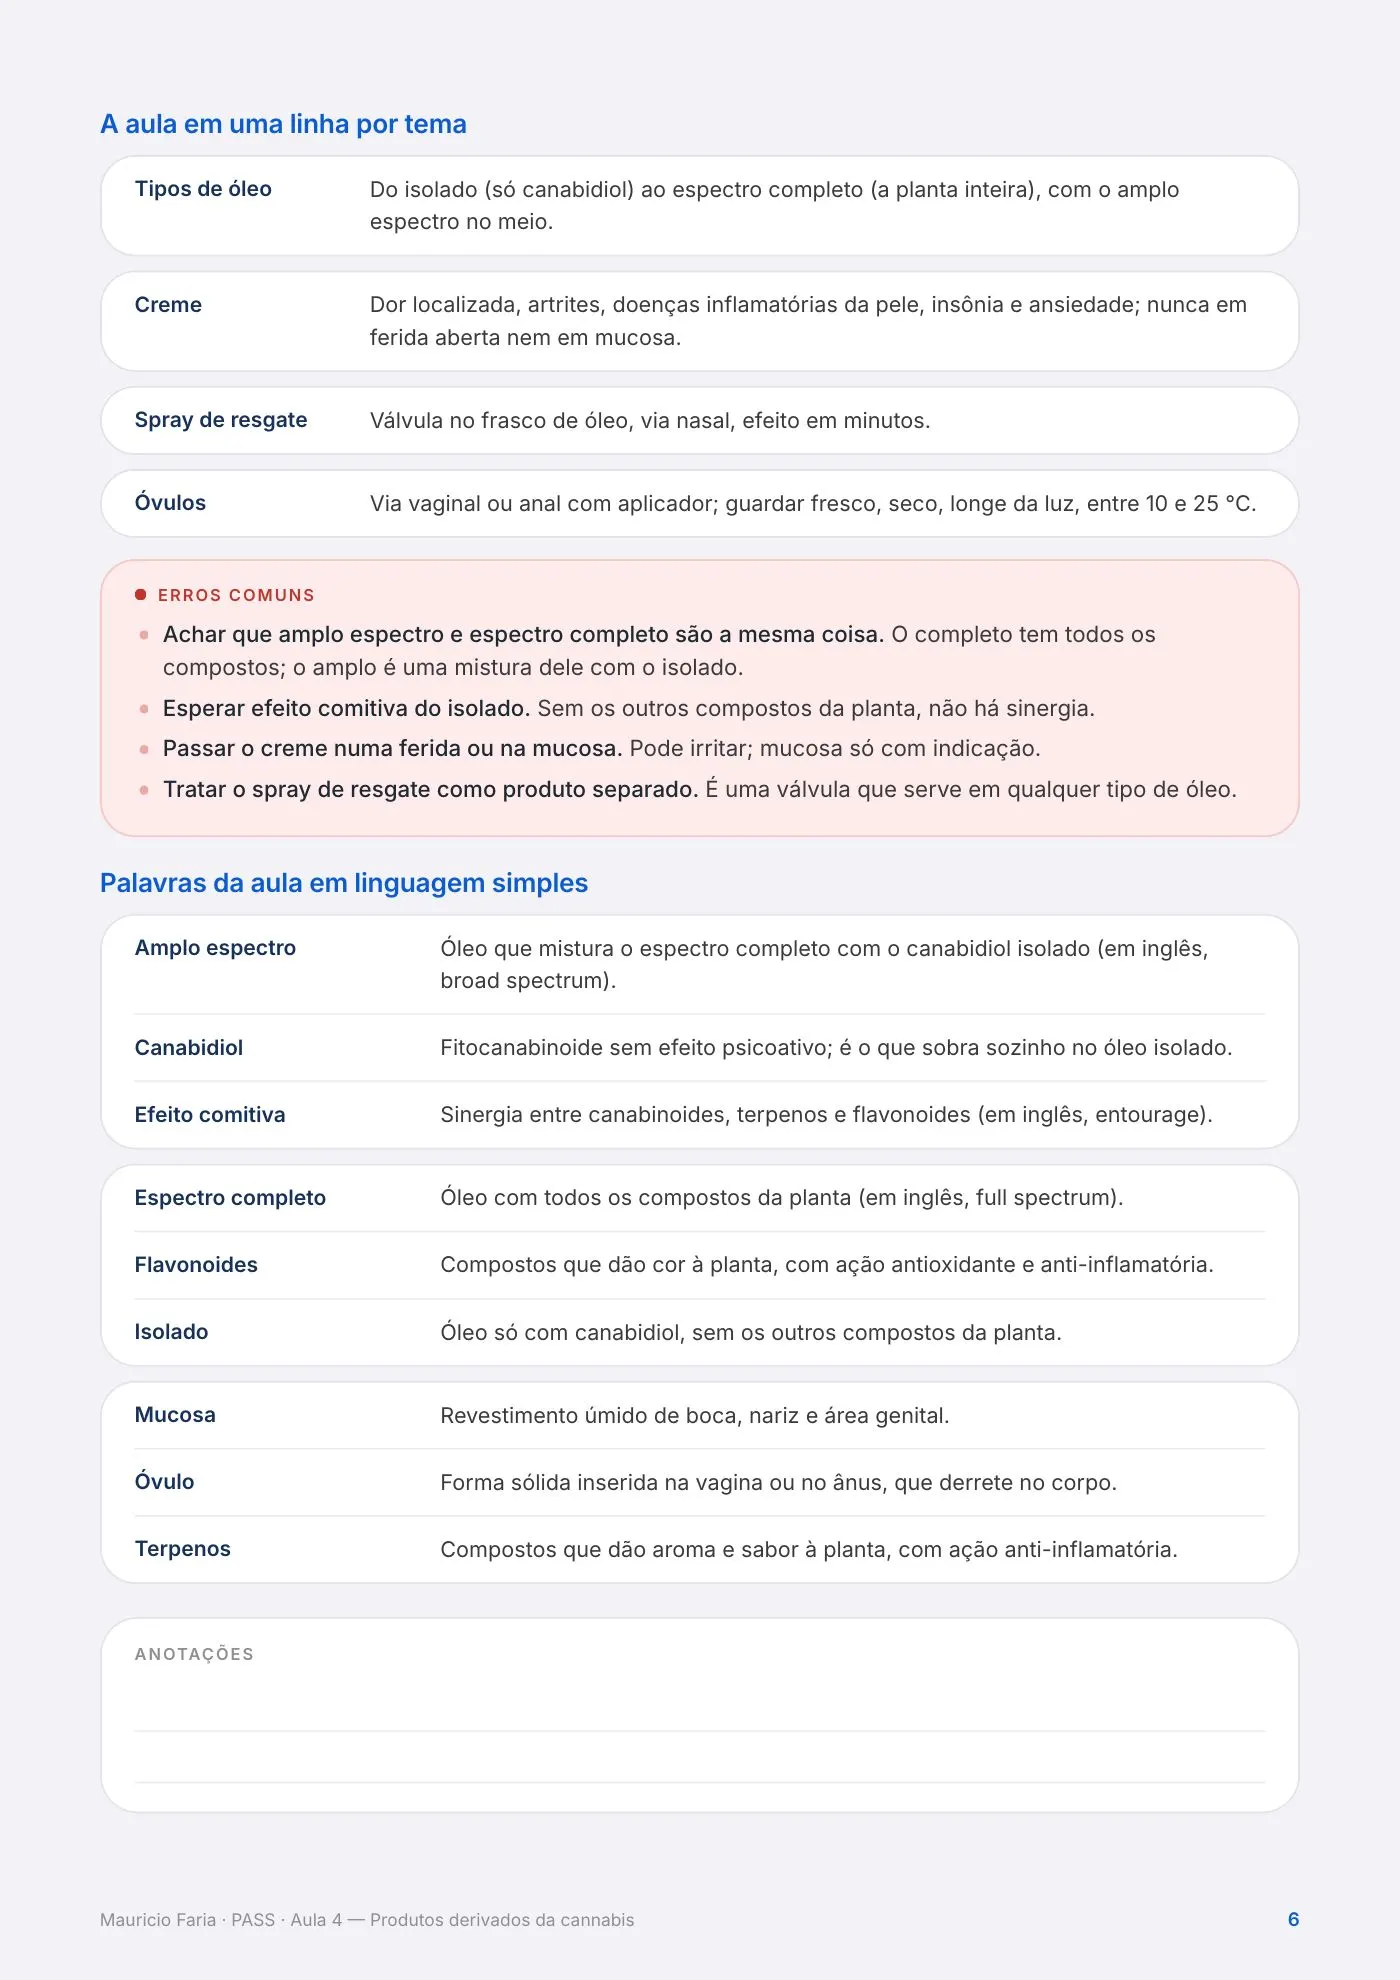 A aula em uma linha por tema
Tipos de óleo
Do isolado (só canabidiol) ao espectro completo (a planta inteira), com o amplo
espectro no meio.
Creme
Dor localizada, artrites, doenças inflamatórias da pele, insônia e ansiedade; nunca em
ferida aberta nem em mucosa.
Spray de resgate
Válvula no frasco de óleo, via nasal, efeito em minutos.
Óvulos
Via vaginal ou anal com aplicador; guardar fresco, seco, longe da luz, entre 10 e 25 °C.
ERROS COMUNS
Achar que amplo espectro e espectro completo são a mesma coisa. O completo tem todos os
compostos; o amplo é uma mistura dele com o isolado.
Esperar efeito comitiva do isolado. Sem os outros compostos da planta, não há sinergia.
Passar o creme numa ferida ou na mucosa. Pode irritar; mucosa só com indicação.
Tratar o spray de resgate como produto separado. É uma válvula que serve em qualquer tipo de óleo.
Palavras da aula em linguagem simples
Amplo espectro
Óleo que mistura o espectro completo com o canabidiol isolado (em inglês,
broad spectrum).
Canabidiol
Fitocanabinoide sem efeito psicoativo; é o que sobra sozinho no óleo isolado.
Efeito comitiva
Sinergia entre canabinoides, terpenos e flavonoides (em inglês, entourage).
Espectro completo
Óleo com todos os compostos da planta (em inglês, full spectrum).
Flavonoides
Compostos que dão cor à planta, com ação antioxidante e anti-inflamatória.
Isolado
Óleo só com canabidiol, sem os outros compostos da planta.
Mucosa
Revestimento úmido de boca, nariz e área genital.
Óvulo
Forma sólida inserida na vagina ou no ânus, que derrete no corpo.
Terpenos
Compostos que dão aroma e sabor à planta, com ação anti-inflamatória.
ANOTAÇÕES
Mauricio Faria · PASS · Aula 4 — Produtos derivados da cannabis
6